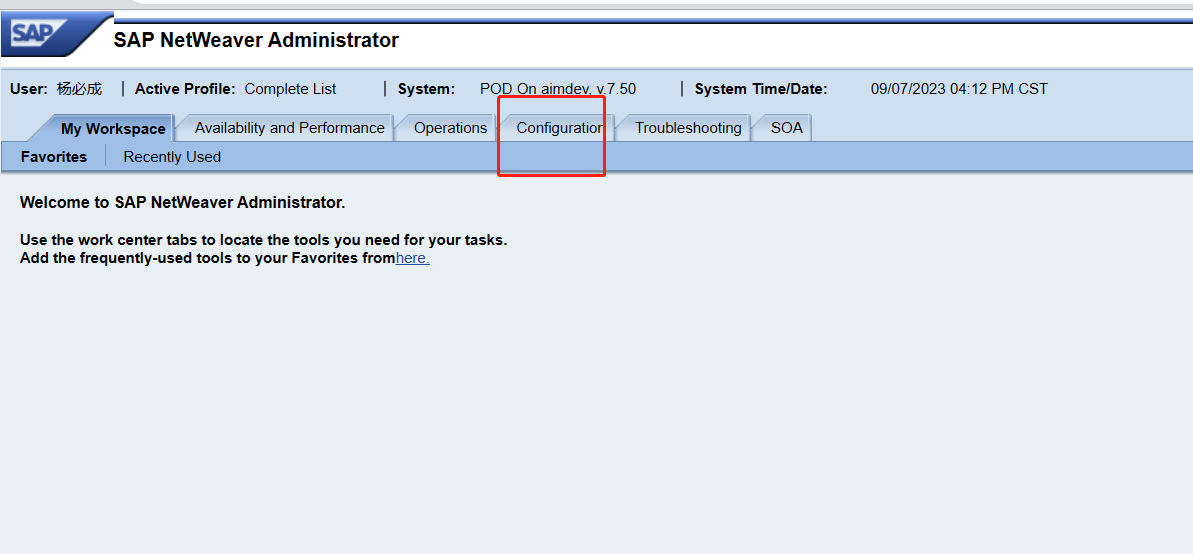 SAP
SAP NetWeaver Administrator
User: 杨必成 | Active Profile: Complete List | System: POD On aimdev, v.7.50 | System Time/Date: 09/07/2023 04:12 PM CST
My Workspace Availability and Performance Operations Configuration Troubleshooting SOA
Favorites Recently Used
Welcome to SAP NetWeaver Administrator.
Use the work center tabs to locate the tools you need for your tasks.
Add the frequently-used tools to your Favorites fromhere.